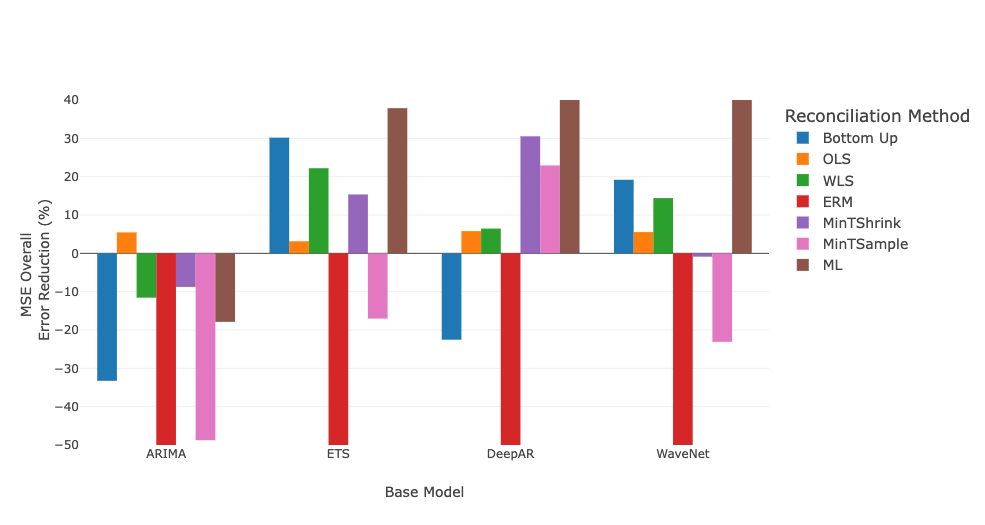 40
30
20
10
0
−10
−20
−30
−40
−50
MSE Overall
Error Reduction (%)
ARIMA
ETS
DeepAR
WaveNet
Base Model
Reconciliation Method
Bottom Up
OLS
WLS
ERM
MinTShrink
MinTSample
ML